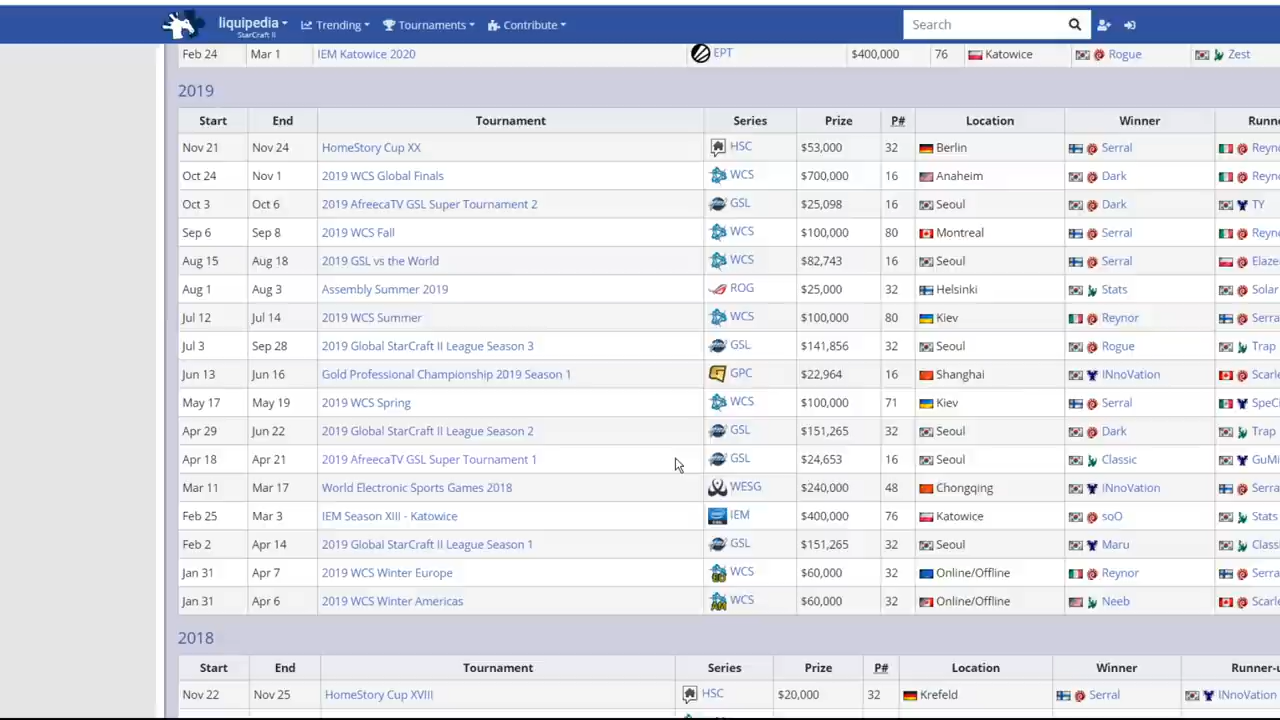 liquipedia StarCraft II Trending Tournaments Contribute Search
Feb 24 Mar 1 IEM Katowice 2020 EPT $400,000 76 Katowice Rogue Zest
2019
Start End Tournament Series Prize P# Location Winner Runne
Nov 21 Nov 24 HomeStory Cup XX HSC $53,000 32 Berlin Serral Reyno
Oct 24 Nov 1 2019 WCS Global Finals WCS $700,000 16 Anaheim Dark Reyno
Oct 3 Oct 6 2019 AfreecaTV GSL Super Tournament 2 GSL $25,098 16 Seoul Dark TY
Sep 6 Sep 8 2019 WCS Fall WCS $100,000 80 Montreal Serral Reyno
Aug 15 Aug 18 2019 GSL vs the World WCS $82,743 16 Seoul Serral Elaze
Aug 1 Aug 3 Assembly Summer 2019 ROG $25,000 32 Helsinki Stats Solar
Jul 12 Jul 14 2019 WCS Summer WCS $100,000 80 Kiev Reynor Serra
Jul 3 Sep 28 2019 Global StarCraft II League Season 3 GSL $141,856 32 Seoul Rogue Trap
Jun 13 Jun 16 Gold Professional Championship 2019 Season 1 GPC $22,964 16 Shanghai INnoVation Scarle
May 17 May 19 2019 WCS Spring WCS $100,000 71 Kiev Serral SpeC
Apr 29 Jun 22 2019 Global StarCraft II League Season 2 GSL $151,265 32 Seoul Dark Trap
Apr 18 Apr 21 2019 AfreecaTV GSL Super Tournament 1 GSL $24,653 16 Seoul Classic GuMi
Mar 11 Mar 17 World Electronic Sports Games 2018 WESG $240,000 48 Chongqing INnoVation Serra
Feb 25 Mar 3 IEM Season XIII - Katowice IEM $400,000 76 Katowice soO Stats
Feb 2 Apr 14 2019 Global StarCraft II League Season 1 GSL $151,265 32 Seoul Maru Classi
Jan 31 Apr 7 2019 WCS Winter Europe WCS $60,000 32 Online/Offline Reynor Serra
Jan 31 Apr 6 2019 WCS Winter Americas WCS $60,000 32 Online/Offline Neeb Scarle
2018
Start End Tournament Series Prize P# Location Winner Runner-u
Nov 22 Nov 25 HomeStory Cup XVIII HSC $20,000 32 Krefeld Serral INnoVation